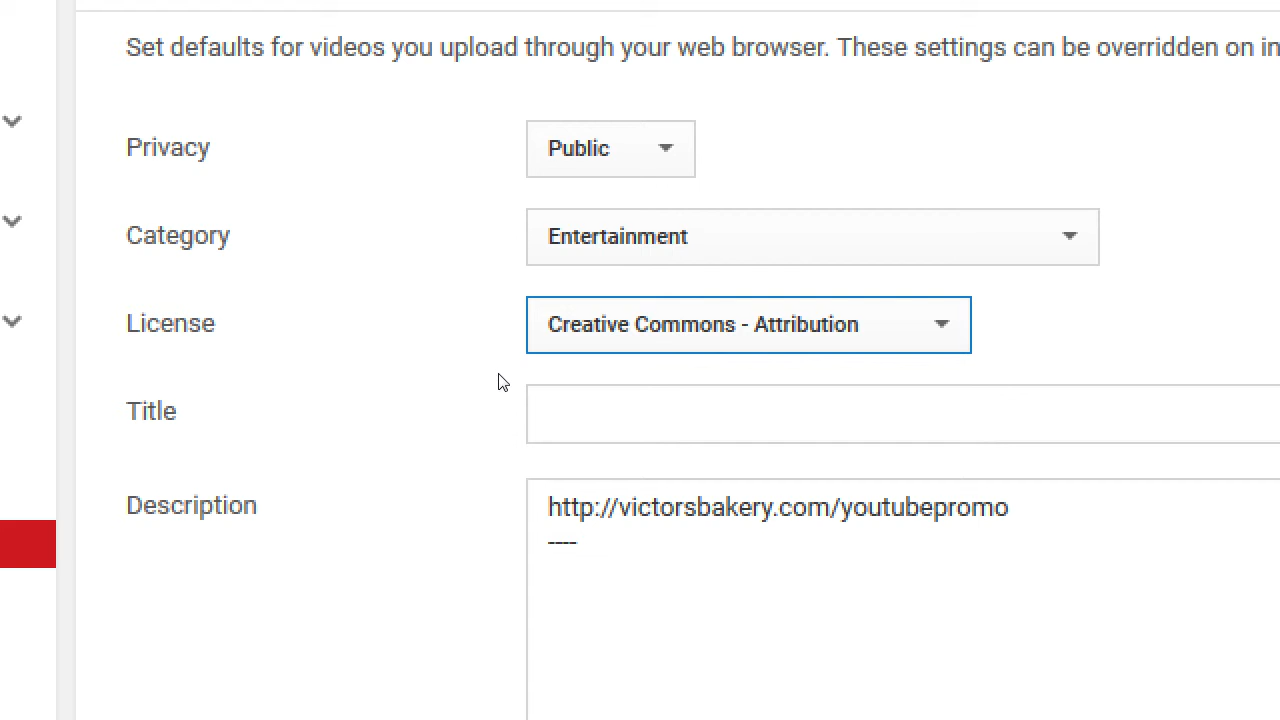 Set defaults for videos you upload through your web browser. These settings can be overridden on in
Privacy
Public
Category
Entertainment
License
Creative Commons - Attribution
Title
Description
http://victorsbakery.com/youtubepromo
----